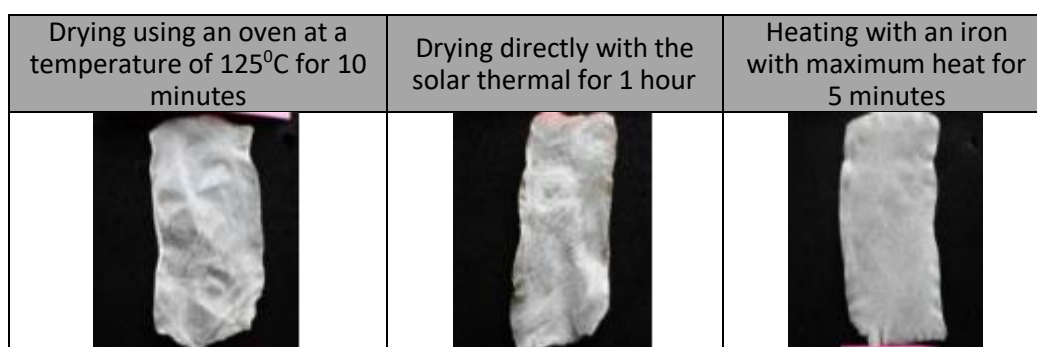 Drying using an oven at a
temperature of 125⁰C for 10
minutes
Drying directly with the
solar thermal for 1 hour
Heating with an iron
with maximum heat for
5 minutes